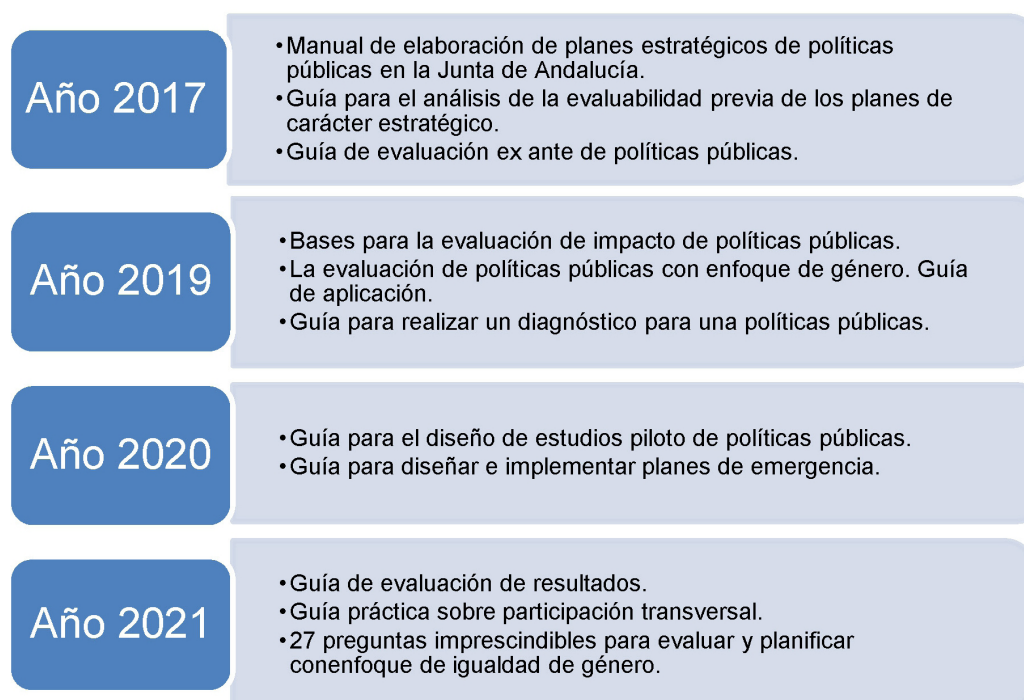 Año 2017
•Manual de elaboración de planes estratégicos de políticas
públicas en la Junta de Andalucía.
•Guía para el análisis de la evaluabilidad previa de los planes de
carácter estratégico.
•Guía de evaluación ex ante de políticas públicas.
Año 2019
•Bases para la evaluación de impacto de políticas públicas.
•La evaluación de políticas públicas con enfoque de género. Guía
de aplicación.
•Guía para realizar un diagnóstico para una políticas públicas.
Año 2020
•Guía para el diseño de estudios piloto de políticas públicas.
•Guía para diseñar e implementar planes de emergencia.
Año 2021
•Guía de evaluación de resultados.
•Guía práctica sobre participación transversal.
•27 preguntas imprescindibles para evaluar y planificar
conenfoque de igualdad de género.